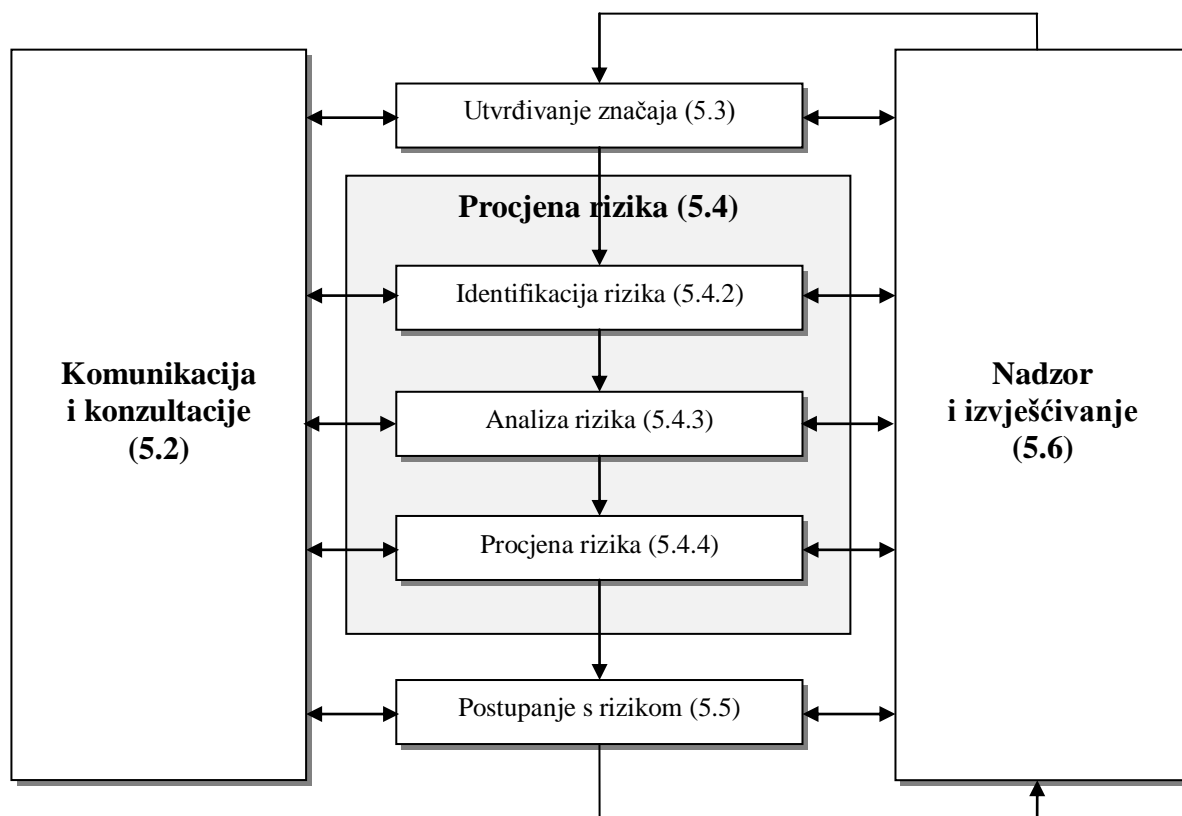 Utvrđivanje značaja (5.3)
Procjena rizika (5.4)
Identifikacija rizika (5.4.2)
Komunikacija
i konzultacije
(5.2)
Analiza rizika (5.4.3)
Nadzor
i izvješćivanje
(5.6)
Procjena rizika (5.4.4)
Postupanje s rizikom (5.5)